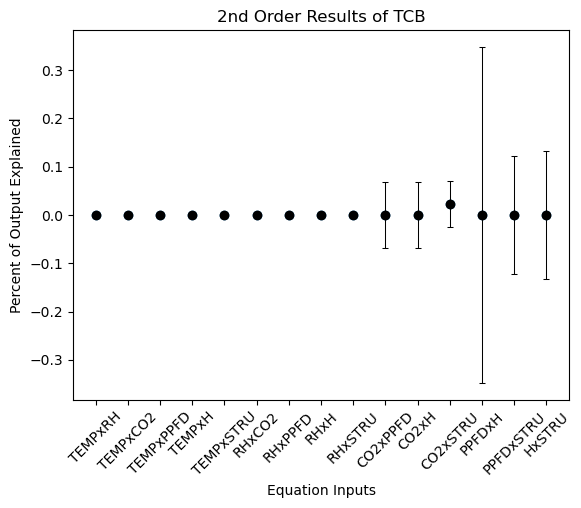 2nd Order Results of TCB
Percent of Output Explained
0.3
0.2
0.1
0.0
−0.1
−0.2
−0.3
TEMPxRH
TEMPxCO2
TEMPxPPFD
TEMPxH
TEMPxSTRU
RHxCO2
RHxPPFD
RHxH
RHxSTRU
CO2xPPFD
CO2xH
CO2xSTRU
PPFDxH
PPFDxSTRU
HxSTRU
Equation Inputs